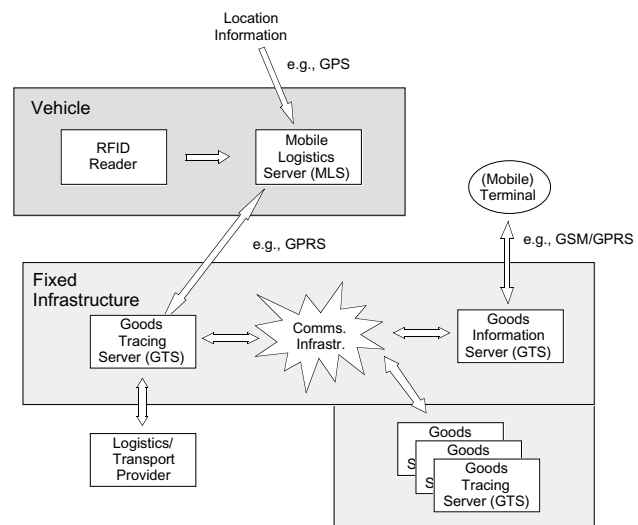 Location
Information
e.g., GPS
Vehicle
RFID
Reader
Mobile
Logistics
Server (MLS)
(Mobile)
Terminal
e.g., GPRS
e.g., GSM/GPRS
Fixed
Infrastructure
Goods
Tracing
Server (GTS)
Comms.
Infrastr.
Goods
Information
Server (GTS)
Logistics/
Transport
Provider
Goods
S
Goods
S
Goods
Tracing
Server (GTS)